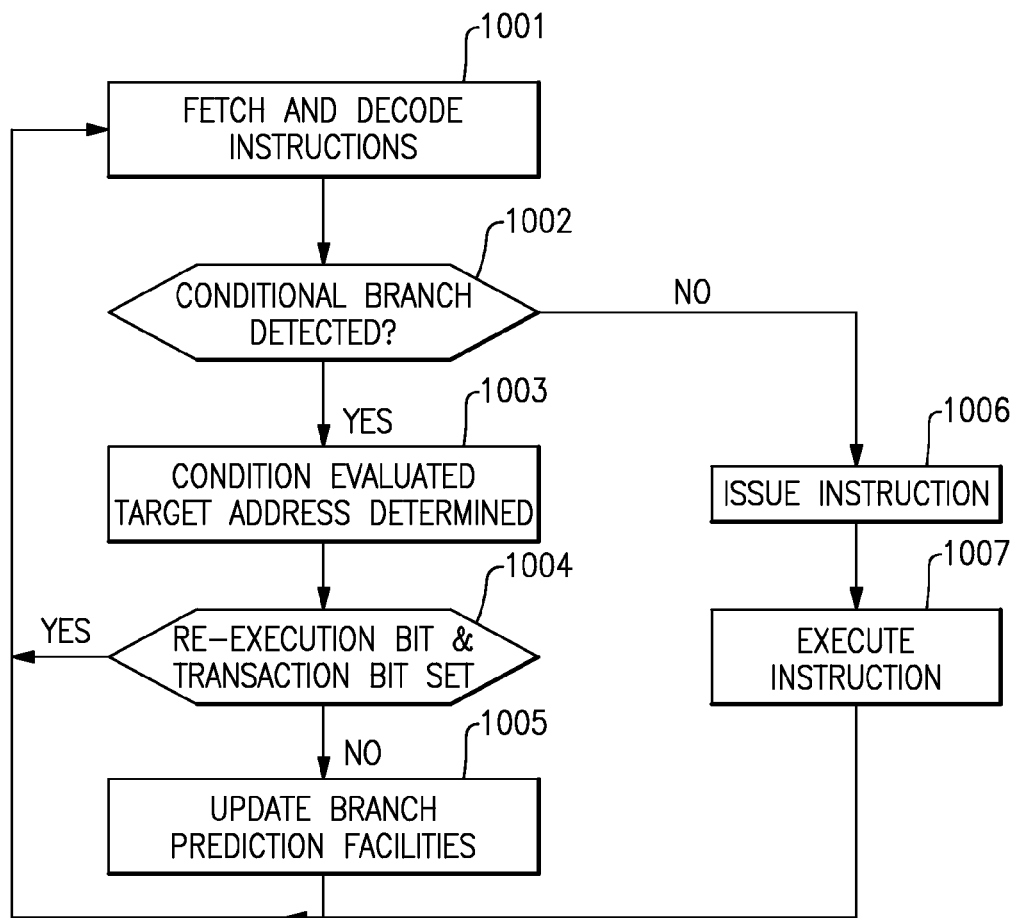 1001
FETCH AND DECODE
INSTRUCTIONS
1002
CONDITIONAL BRANCH
DETECTED?
NO
YES
1003
CONDITION EVALUATED
TARGET ADDRESS DETERMINED
1006
ISSUE INSTRUCTION
1004
YES
RE-EXECUTION BIT &
TRANSACTION BIT SET
1007
EXECUTE
INSTRUCTION
NO
1005
UPDATE BRANCH
PREDICTION FACILITIES